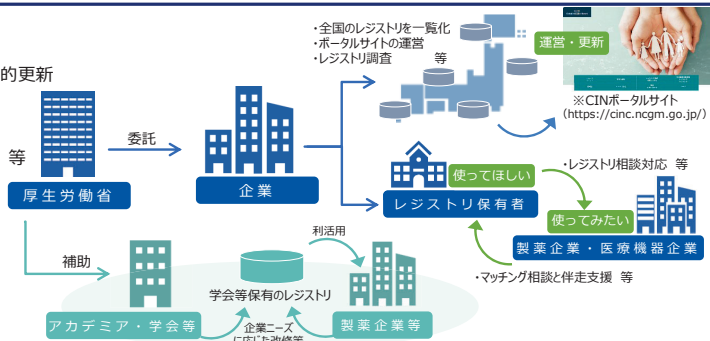 ・全国のレジストリを一覧化
・ポータルサイトの運営
・レジストリ調査 等
運営・更新
※CINポータルサイト
(https://cinc.ncgm.go.jp/)
的更新
等
厚生労働省
委託
企業
使ってほしい
レジストリ保有者
・レジストリ相談対応 等
使ってみたい
製薬企業・医療機器企業
・マッチング相談と伴走支援 等
補助
利活用
学会等保有のレジストリ
アカデミア・学会等
企業ニーズ
に応じた改修等
製薬企業等